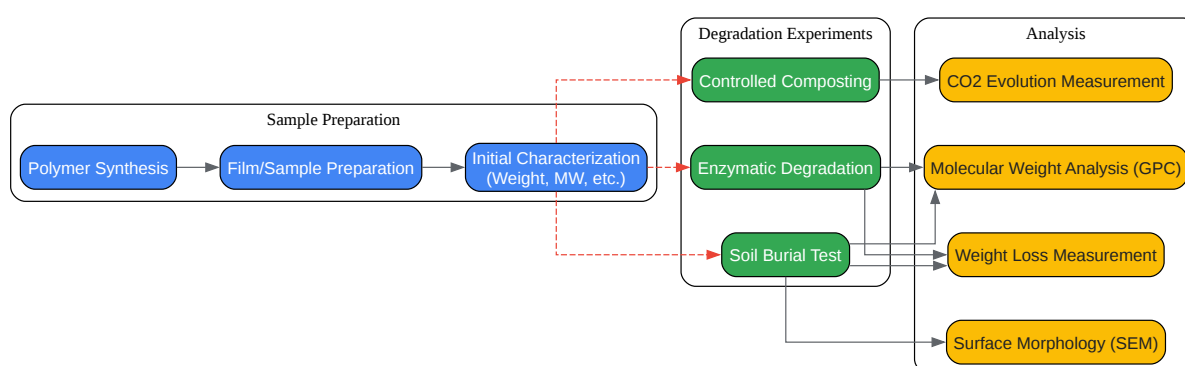 Sample Preparation
Polymer Synthesis
Film/Sample Preparation
Initial Characterization
(Weight, MW, etc.)
Degradation Experiments
Controlled Composting
Enzymatic Degradation
Soil Burial Test
Analysis
CO2 Evolution Measurement
Molecular Weight Analysis (GPC)
Weight Loss Measurement
Surface Morphology (SEM)